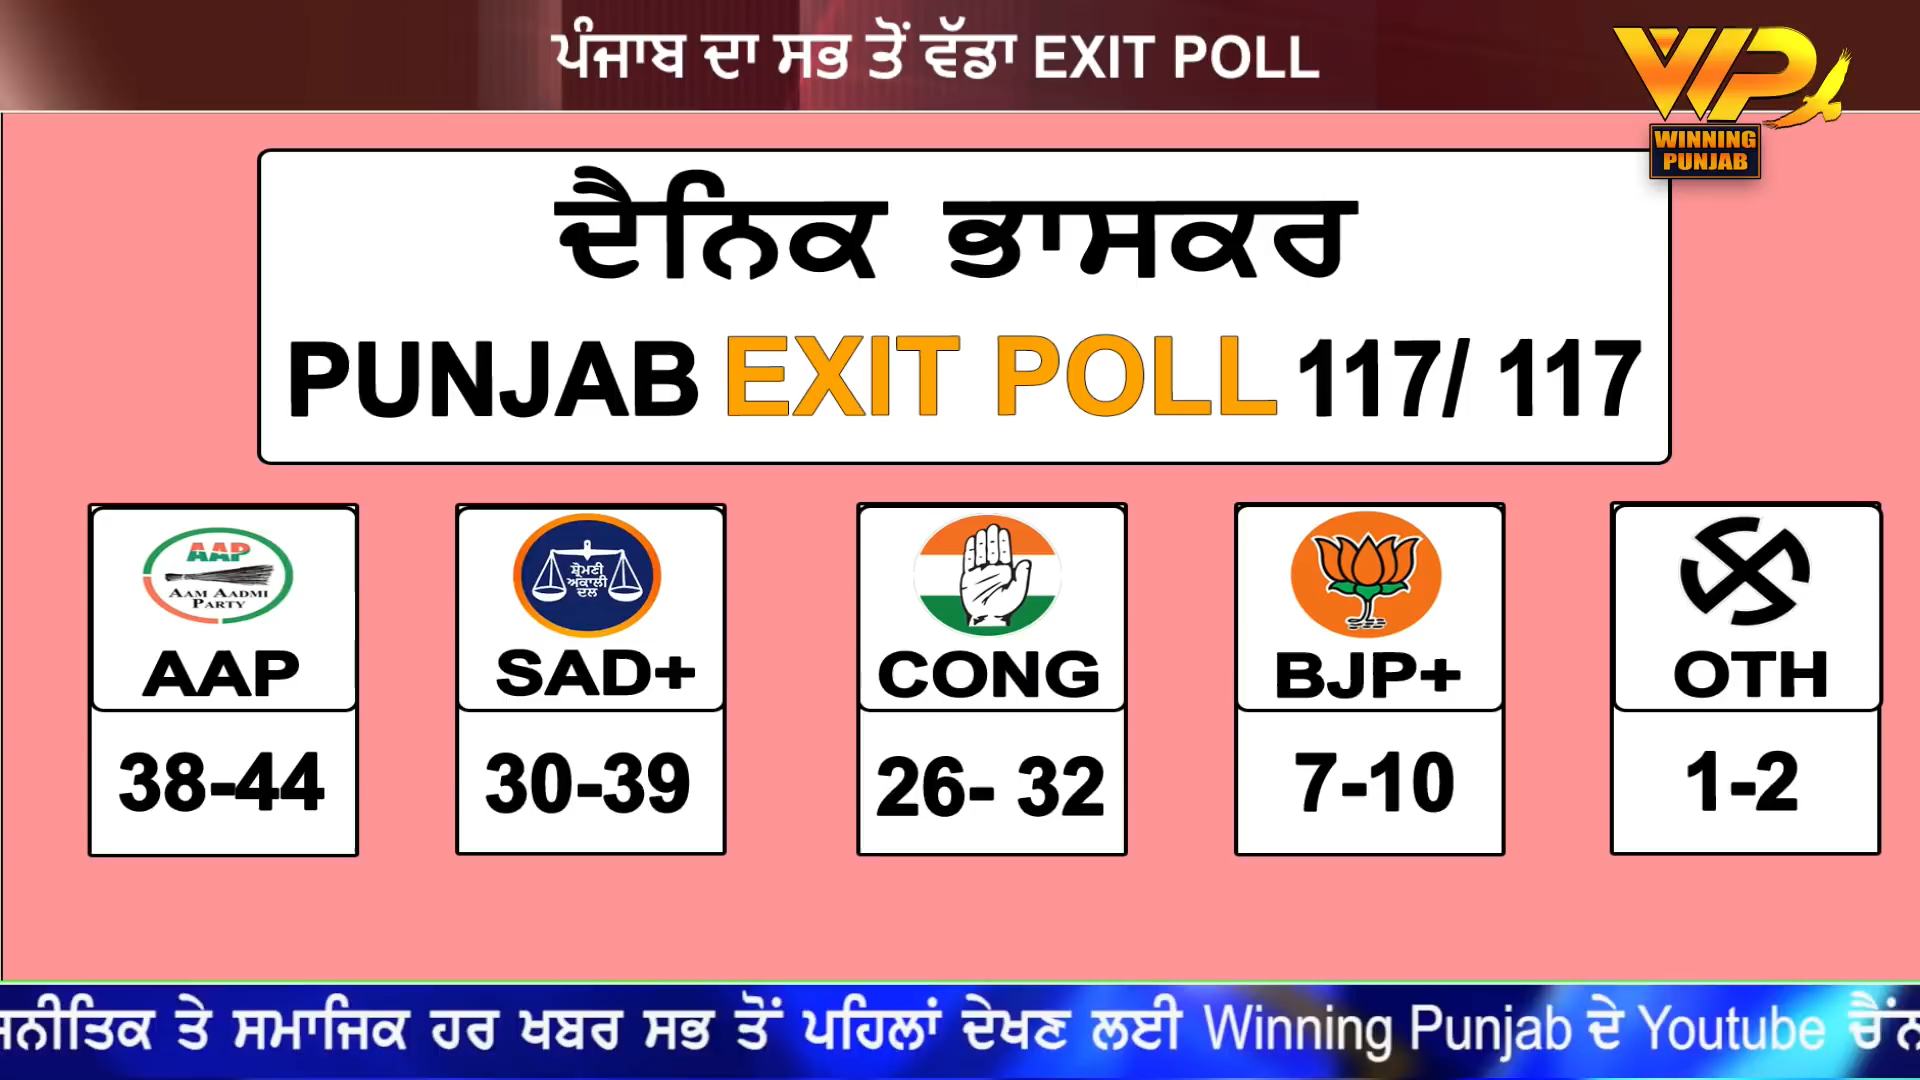 ਪੰਜਾਬ ਦਾ ਸਭ ਤੋਂ ਵੱਡਾ EXIT POLL
WP
WINNING
PUNJAB
ਦੈਨਿਕ ਭਾਸਕਰ
PUNJAB EXIT POLL 117/ 117
AAP
AAM AADMI
PARTY
AAP
38-44
ਸ਼੍ਰੋਮਣੀ
ਅਕਾਲੀ
ਦਲ
SAD+
30-39
CONG
26- 32
BJP+
7-10
OTH
1-2
ਜਨੀਤਿਕ ਤੇ ਸਮਾਜਿਕ ਹਰ ਖਬਰ ਸਭ ਤੋਂ ਪਹਿਲਾਂ ਦੇਖਣ ਲਈ Winning Punjab ਦੇ Youtube ਚੈਂਨ